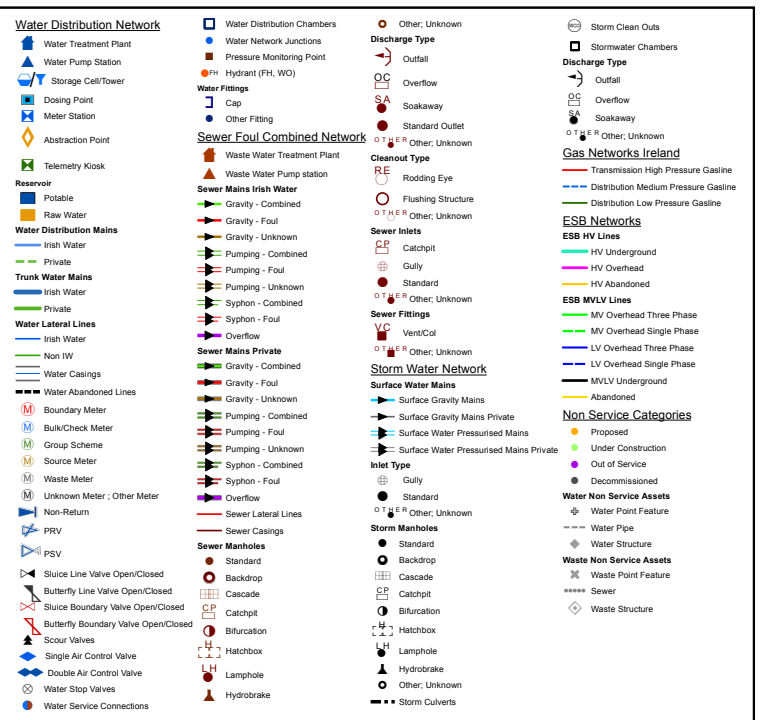 Water Distribution Network
Water Treatment Plant
Water Pump Station
Storage Cell/Tower
Dosing Point
Meter Station
Abstraction Point
Telemetry Kiosk
Reservoir
Potable
Raw Water
Water Distribution Mains
Irish Water
Private
Trunk Water Mains
Irish Water
Private
Water Lateral Lines
Irish Water
Non IW
Water Casings
Water Abandoned Lines
M Boundary Meter
M Bulk/Check Meter
M Group Scheme
M Source Meter
M Waste Meter
M Unknown Meter ; Other Meter
Non-Return
PRV
PSV
Sluice Line Valve Open/Closed
Butterfly Line Valve Open/Closed
Sluice Boundary Valve Open/Closed
Butterfly Boundary Valve Open/Closed
Scour Valves
Single Air Control Valve
Double Air Control Valve
Water Stop Valves
Water Service Connections
Water Distribution Chambers
Water Network Junctions
Pressure Monitoring Point
FH Hydrant (FH, WO)
Water Fittings
Cap
Other Fitting
Sewer Foul Combined Network
Waste Water Treatment Plant
Waste Water Pump station
Sewer Mains Irish Water
Gravity - Combined
Gravity - Foul
Gravity - Unknown
Pumping - Combined
Pumping - Foul
Pumping - Unknown
Syphon - Combined
Syphon - Foul
Overflow
Sewer Mains Private
Gravity - Combined
Gravity - Foul
Gravity - Unknown
Pumping - Combined
Pumping - Foul
Pumping - Unknown
Syphon - Combined
Syphon - Foul
Overflow
Sewer Lateral Lines
Sewer Casings
Sewer Manholes
Standard
Backdrop
Cascade
CP Catchpit
Bifurcation
H Hatchbox
LH Lamphole
Hydrobrake
Other; Unknown
Discharge Type
Outfall
OC Overflow
SA Soakaway
Standard Outlet
OTHER Other; Unknown
Cleanout Type
RE Rodding Eye
Flushing Structure
OTHER Other; Unknown
Sewer Inlets
CP Catchpit
Gully
Standard
OTHER Other; Unknown
Sewer Fittings
VC Vent/Col
OTHER Other; Unknown
Storm Water Network
Surface Water Mains
Surface Gravity Mains
Surface Gravity Mains Private
Surface Water Pressurised Mains
Surface Water Pressurised Mains Private
Inlet Type
Gully
Standard
OTHER Other; Unknown
Storm Manholes
Standard
Backdrop
Cascade
CP Catchpit
Bifurcation
H Hatchbox
LH Lamphole
Hydrobrake
Other; Unknown
Storm Culverts
Storm Clean Outs
Stormwater Chambers
Discharge Type
Outfall
OC Overflow
SA Soakaway
OTHER Other; Unknown
Gas Networks Ireland
Transmission High Pressure Gasline
Distribution Medium Pressure Gasline
Distribution Low Pressure Gasline
ESB Networks
ESB HV Lines
HV Underground
HV Overhead
HV Abandoned
ESB MVLV Lines
MV Overhead Three Phase
MV Overhead Single Phase
LV Overhead Three Phase
LV Overhead Single Phase
MVLV Underground
Abandoned
Non Service Categories
Proposed
Under Construction
Out of Service
Decommissioned
Water Non Service Assets
Water Point Feature
Water Pipe
Water Structure
Waste Non Service Assets
Waste Point Feature
Sewer
Waste Structure